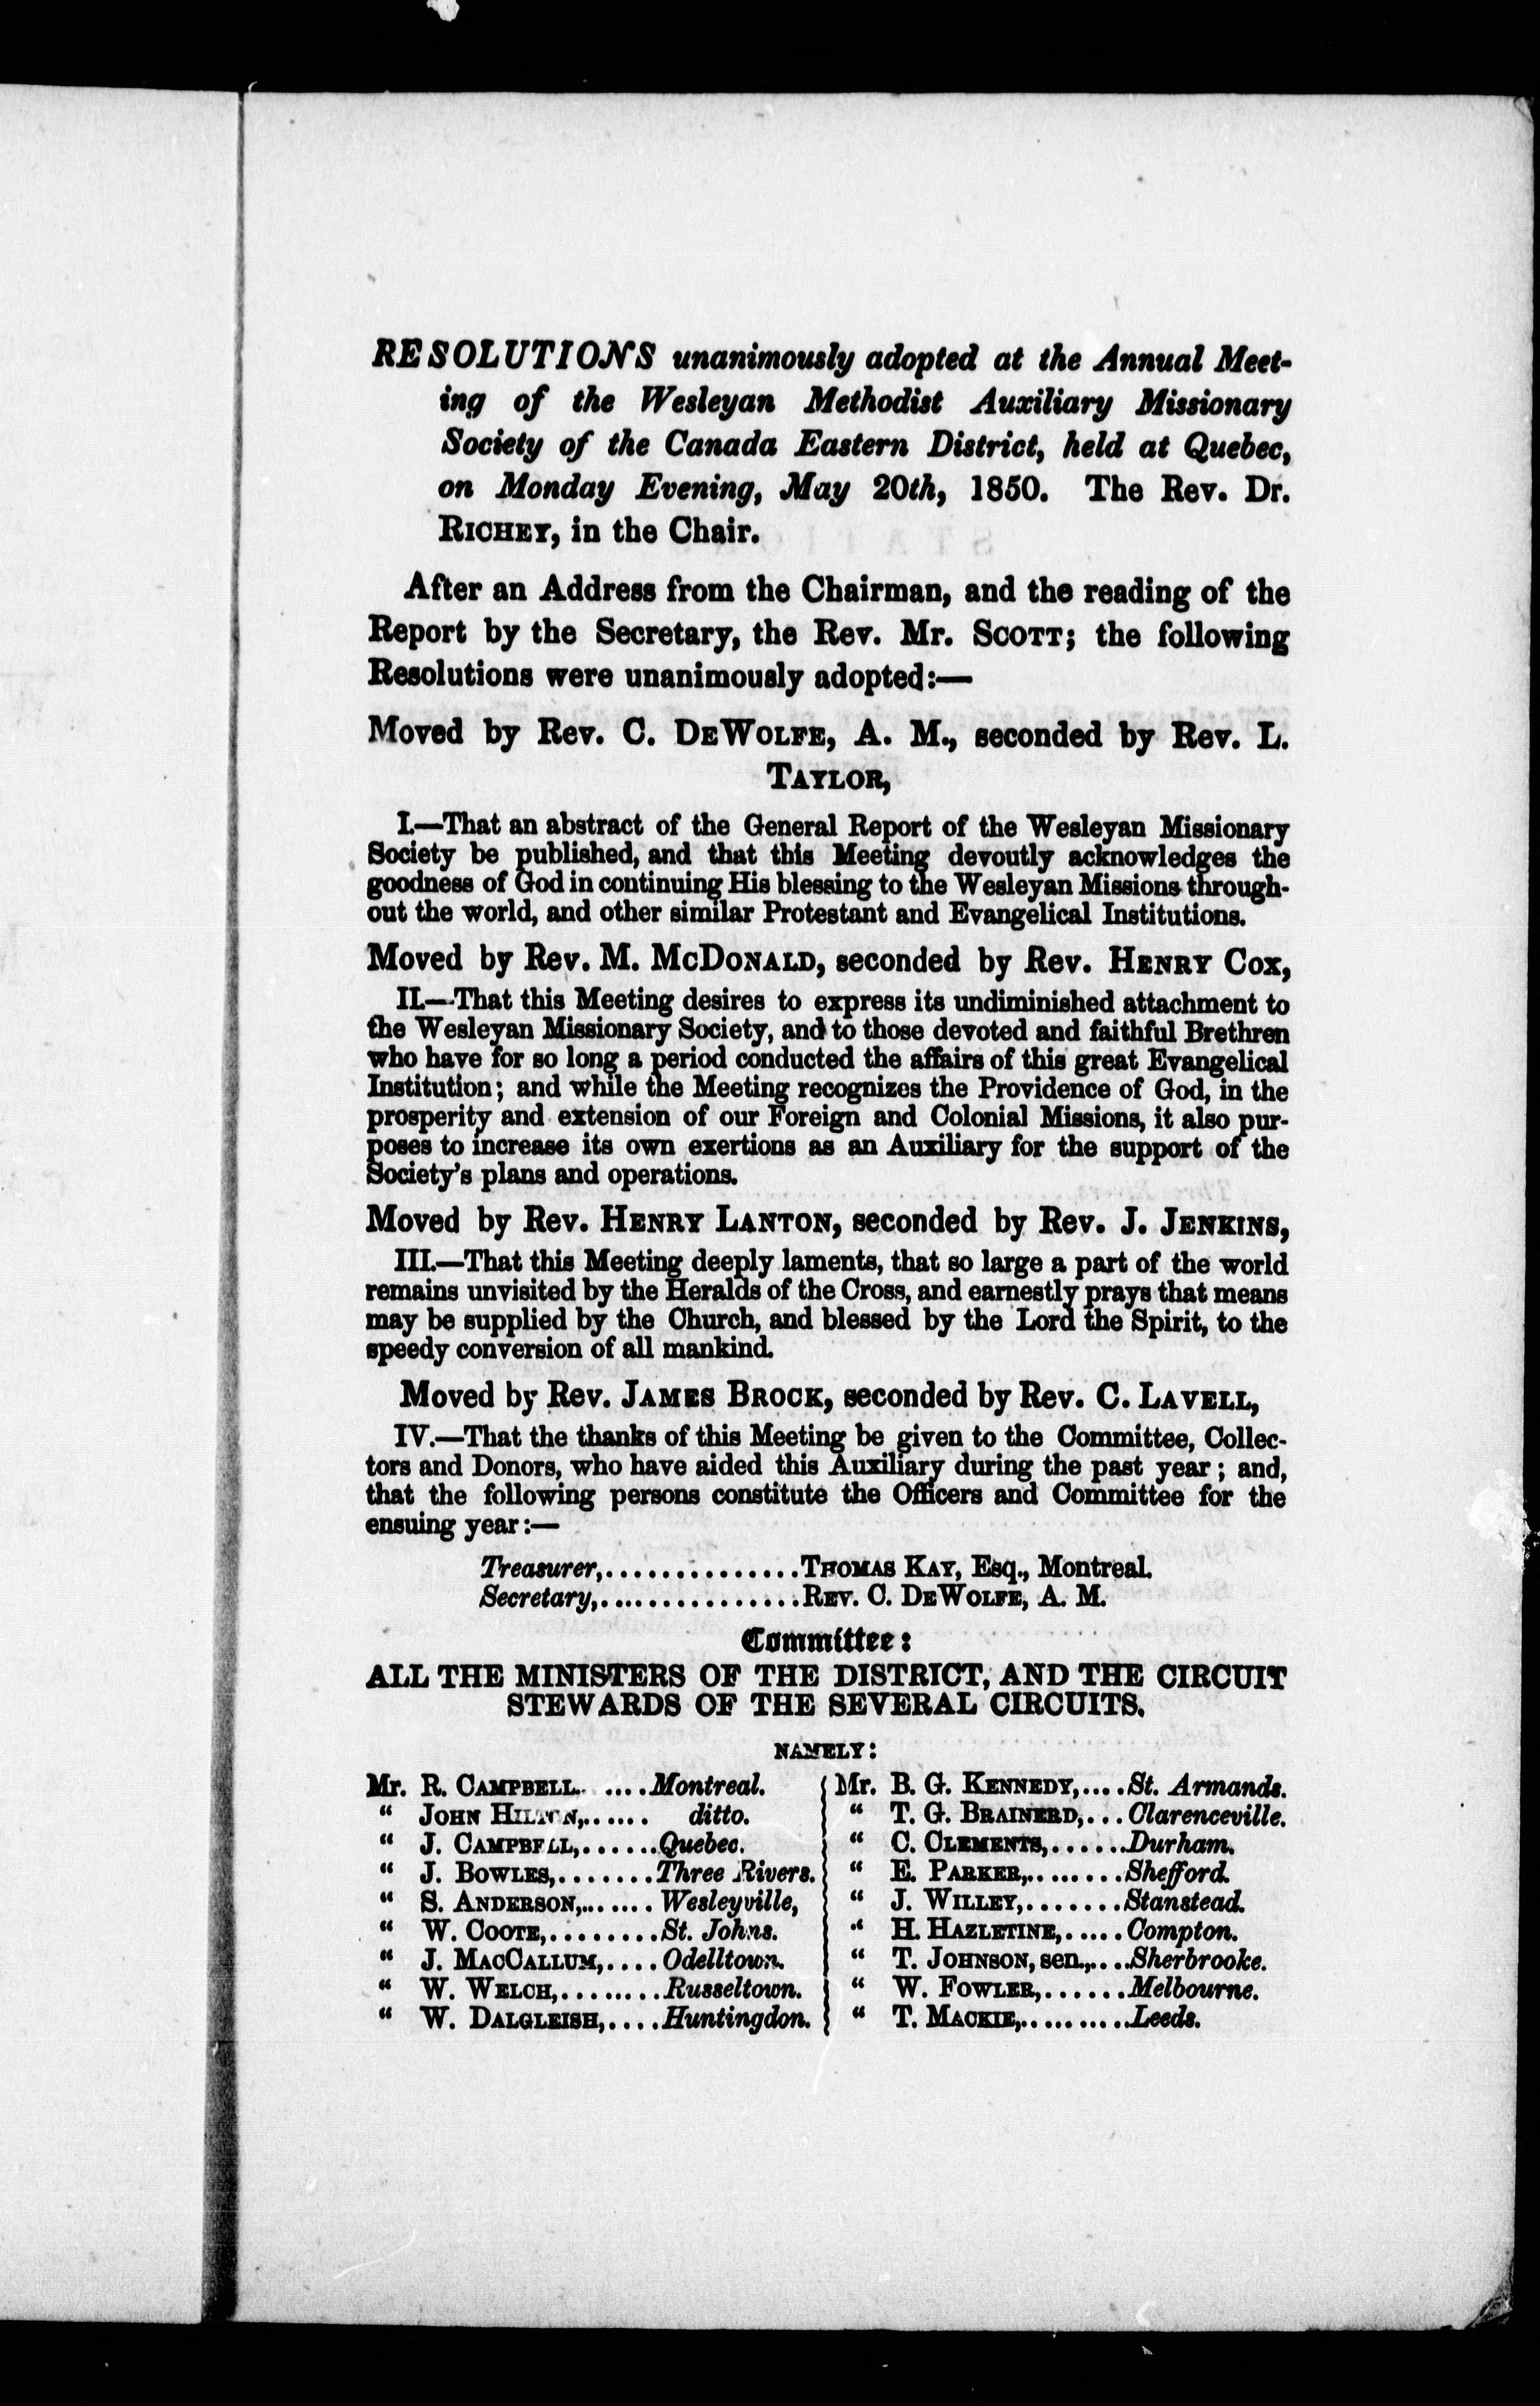 RESOLUTIONS unanimously adopted at the Annual Meet-
ing of the Wesleyan Methodist Auxiliary Missionary
Society of the Canada Eastern District, held at Quebec,
on Monday Evening, May 20th, 1850. The Rev. Dr.
RICHEY, in the Chair.
After an Address from the Chairman, and the reading of the
Report by the Secretary, the Rev. Mr. SCOTT; the following
Resolutions were unanimously adopted:—
Moved by Rev. C. DEWOLFE, A. M., seconded by Rev. L.
TAYLOR,
I.—That an abstract of the General Report of the Wesleyan Missionary
Society be published, and that this Meeting devoutly acknowledges the
goodness of God in continuing His blessing to the Wesleyan Missions through-
out the world, and other similar Protestant and Evangelical Institutions.
Moved by Rev. M. MCDONALD, seconded by Rev. HENRY COX,
II.—That this Meeting desires to express its undiminished attachment to
the Wesleyan Missionary Society, and to those devoted and faithful Brethren
who have for so long a period conducted the affairs of this great Evangelical
Institution; and while the Meeting recognizes the Providence of God, in the
prosperity and extension of our Foreign and Colonial Missions, it also pur-
poses to increase its own exertions as an Auxiliary for the support of the
Society's plans and operations.
Moved by Rev. HENRY LANTON, seconded by Rev. J. JENKINS,
III.—That this Meeting deeply laments, that so large a part of the world
remains unvisited by the Heralds of the Cross, and earnestly prays that means
may be supplied by the Church, and blessed by the Lord the Spirit, to the
speedy conversion of all mankind.
Moved by Rev. JAMES BROCK, seconded by Rev. C. LAVELL,
IV.—That the thanks of this Meeting be given to the Committee, Collec-
tors and Donors, who have aided this Auxiliary during the past year; and,
that the following persons constitute the Officers and Committee for the
ensuing year:—
Treasurer,..............THOMAS KAY, Esq., Montreal.
Secretary,...............REV. C. DEWOLFE, A. M.
Committee:
ALL THE MINISTERS OF THE DISTRICT, AND THE CIRCUIT
STEWARDS OF THE SEVERAL CIRCUITS.
NAMELY:
Mr. R. CAMPBELL. ....Montreal.
" JOHN HILTON,...... ditto.
" J. CAMPBELL,......Quebec.
" J. BOWLES,.......Three Rivers.
" S. ANDERSON,.......Wesleyville,
" W. COOTE,........St. Johns.
" J. MACCALLUM,....Odelltown.
" W. WELCH,........Russeltown.
" W. DALGLEISH,....Huntingdon.
Mr. B. G. KENNEDY,....St. Armands.
" T. G. BRAINERD,...Clarenceville.
" C. CLEMENTS,......Durham.
" E. PARKER,........Shefford.
" J. WILLEY,.......Stanstead.
" H. HAZLETINE,.....Compton.
" T. JOHNSON, sen.,....Sherbrooke.
" W. FOWLER,......Melbourne.
" T. MACKIE,..........Leeds.